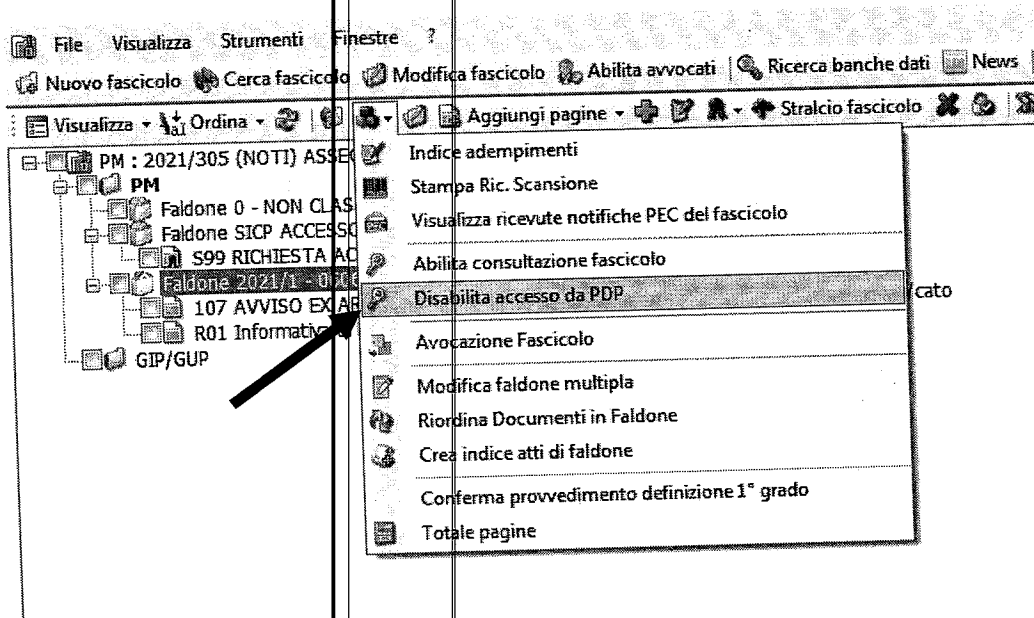 File Visualizza Strumenti Finestre ?
Nuovo fascicolo Cerca fascicolo Modifica fascicolo Abilita avvocati Ricerca banche dati News
Visualizza Ordina Aggiungi pagine Stralcio fascicolo
PM : 2021/305 (NOTI) ASSE
PM
Faldone 0 - NON CLAS
Faldone SICP ACCESSO
S99 RICHIESTA AC
Faldone 2021/1 -
107 AVVISO EX AR
R01 Informativa
GIP/GUP
Indice adempimenti
Stampa Ric. Scansione
Visualizza ricevute notifiche PEC del fascicolo
Abilita consultazione fascicolo
Disabilita accesso da PDP
Avocazione Fascicolo
Modifica faldone multipla
Riordina Documenti in Faldone
Crea indice atti di faldone
Conferma provvedimento definizione 1° grado
Totale pagine
cato